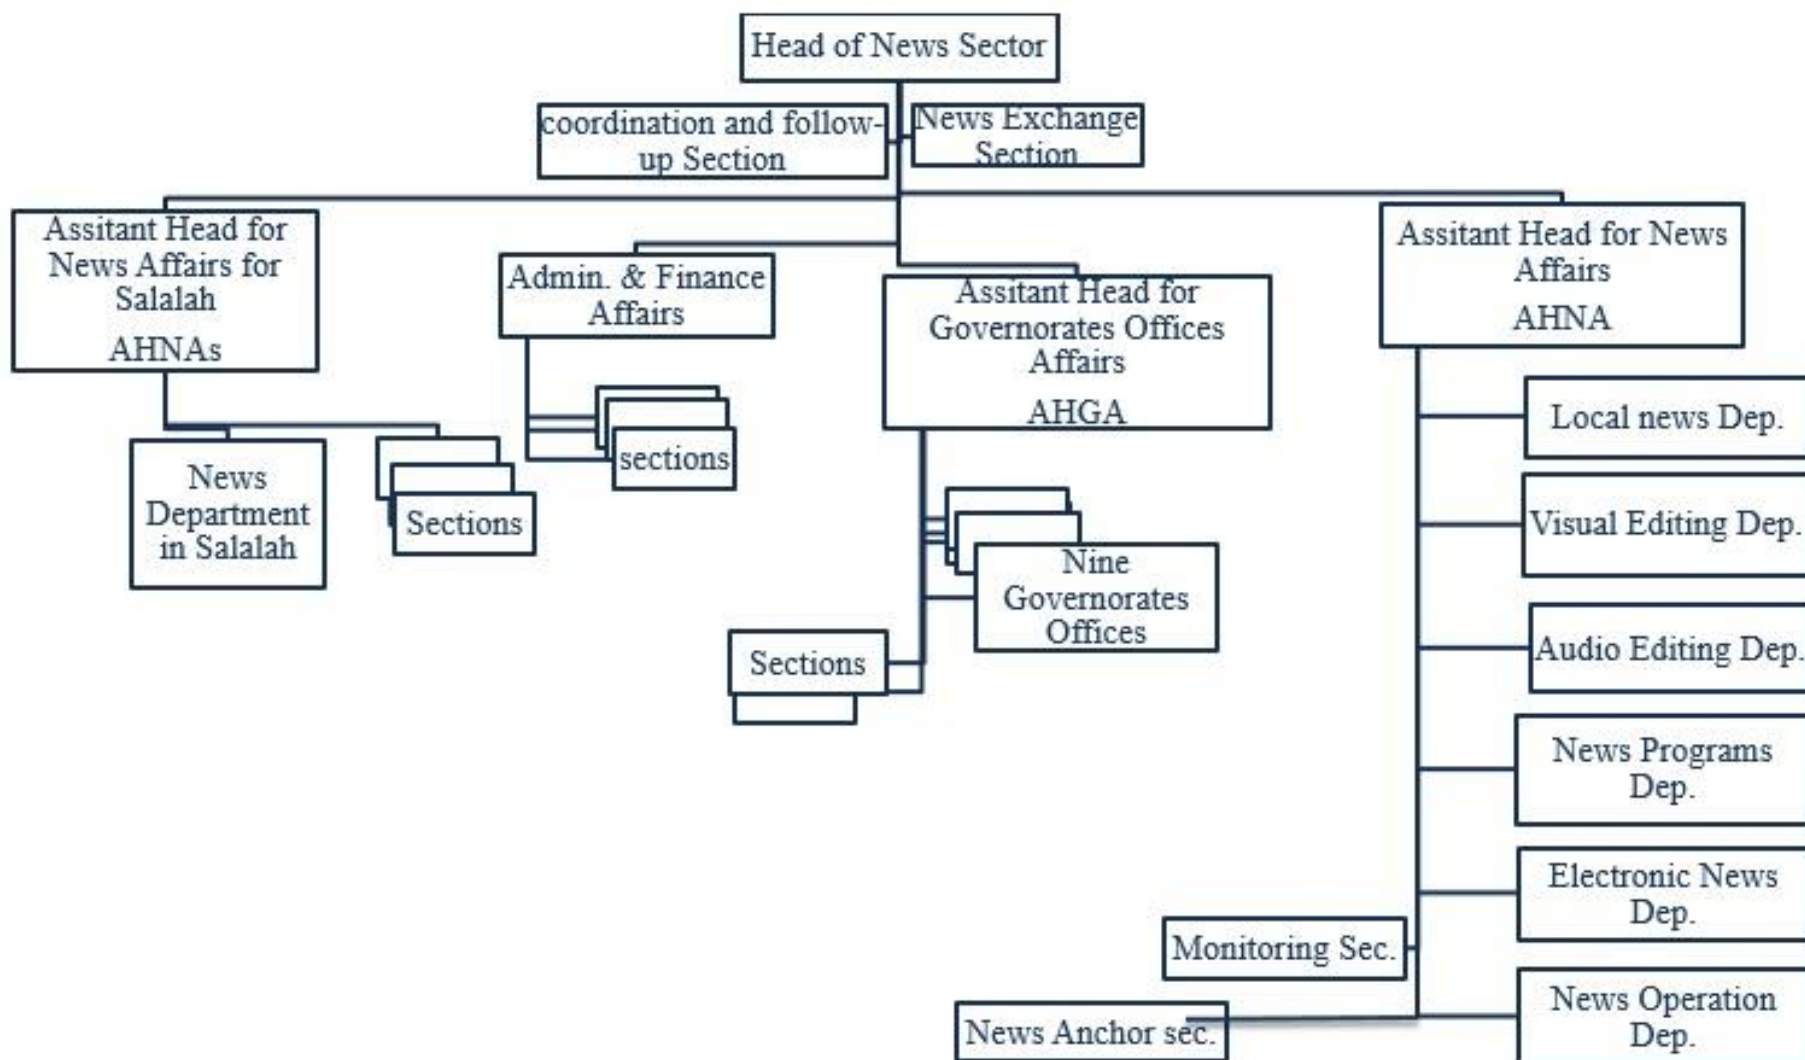 Head of News Sector
coordination and follow-
up Section
News Exchange
Section
Assitant Head for
News Affairs for
Salalah
AHNAs
Admin. & Finance
Affairs
Assitant Head for
Governorates Offices
Affairs
AHGA
Assitant Head for News
Affairs
AHNA
News
Department
in Salalah
Sections
sections
Nine
Governorates
Offices
Sections
Local news Dep.
Visual Editing Dep.
Audio Editing Dep.
News Programs
Dep.
Electronic News
Dep.
Monitoring Sec.
News Operation
Dep.
News Anchor sec.